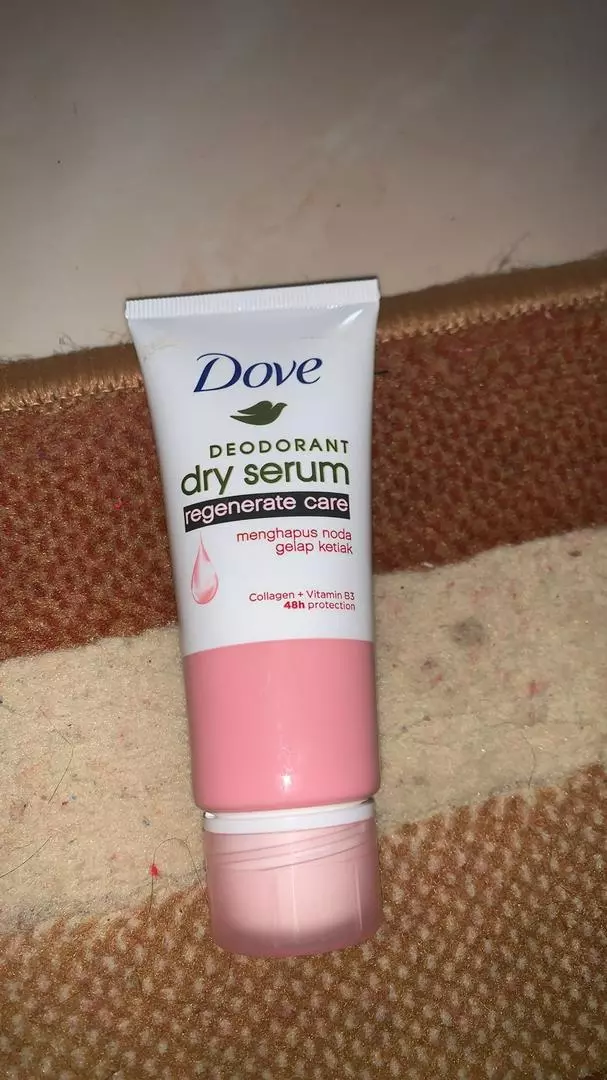 Dove
DEODORANT
dry serum
regenerate care
menghapus noda
gelap ketiak
Collagen + Vitamin B3
48h protection